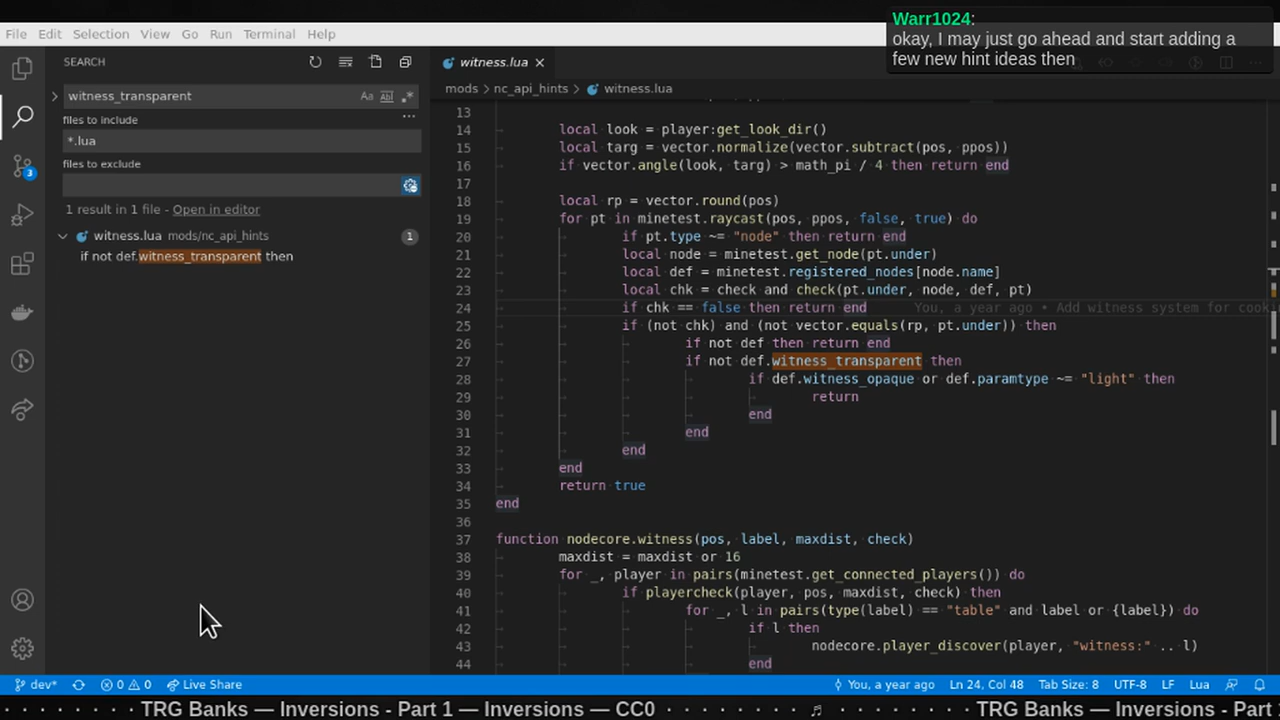 Warr1024:
okay, I may just go ahead and start adding a
few new hint ideas then
File Edit Selection View Go Run Terminal Help
SEARCH
witness_transparent
Aa ab .*
files to include
...
*.lua
files to exclude
1 result in 1 file - Open in editor
witness.lua mods/nc_api_hints 1
if not def.witness_transparent then
3
witness.lua
mods > nc_api_hints > witness.lua
13
14 local look = player:get_look_dir()
15 local targ = vector.normalize(vector.subtract(pos, ppos))
16 if vector.angle(look, targ) > math_pi / 4 then return end
17
18 local rp = vector.round(pos)
19 for pt in minetest.raycast(pos, ppos, false, true) do
20 if pt.type ~= "node" then return end
21 local node = minetest.get_node(pt.under)
22 local def = minetest.registered_nodes[node.name]
23 local chk = check and check(pt.under, node, def, pt)
24 if chk == false then return end You, a year ago • Add witness system for cooki
25 if (not chk) and (not vector.equals(rp, pt.under)) then
26 if not def then return end
27 if not def.witness_transparent then
28 if def.witness_opaque or def.paramtype ~= "light" then
29 return
30 end
31 end
32 end
33 end
34 return true
35 end
36
37 function nodecore.witness(pos, label, maxdist, check)
38 maxdist = maxdist or 16
39 for _, player in pairs(minetest.get_connected_players()) do
40 if playercheck(player, pos, maxdist, check) then
41 for _, l in pairs(type(label) == "table" and label or {label}) do
42 if l then
43 nodecore.player_discover(player, "witness:" .. l)
44 end
dev* 0 0 Live Share You, a year ago Ln 24, Col 48 Tab Size: 8 UTF-8 LF Lua
· · · · · · · · TRG Banks — Inversions - Part 1 — Inversions — CC0 · · · · · · · · ♬ · · · · · · · · TRG Banks — Inversions - Part